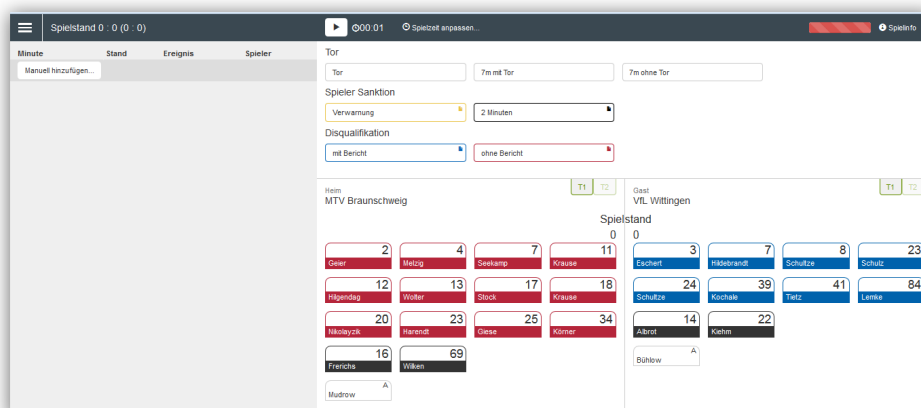 Spielstand 0 : 0 (0 : 0)
00:01 Spielzeit anpassen...
Spielinfo
Minute Stand Ereignis Spieler
Manuell hinzufügen...
Tor
Tor 7m mit Tor 7m ohne Tor
Spieler Sanktion
Verwarnung 2 Minuten
Disqualifikation
mit Bericht ohne Bericht
Heim
MTV Braunschweig
T1 T2
Gast
VfL Wittingen
T1 T2
Spielstand
0 0
2 4 7 11
Geier Melzig Seekamp Krause
12 13 17 18
Hilgendag Wolter Stock Krause
20 23 25 34
Nikolayzik Harendt Giese Körner
16 69
Frerichs Wilken
A
Mudrow
3 7 8 23
Eschert Hildebrandt Schultze Schulz
24 39 41 84
Schultze Kochale Tietz Lemke
14 22
Albrot Kiehm
A
Bühlow